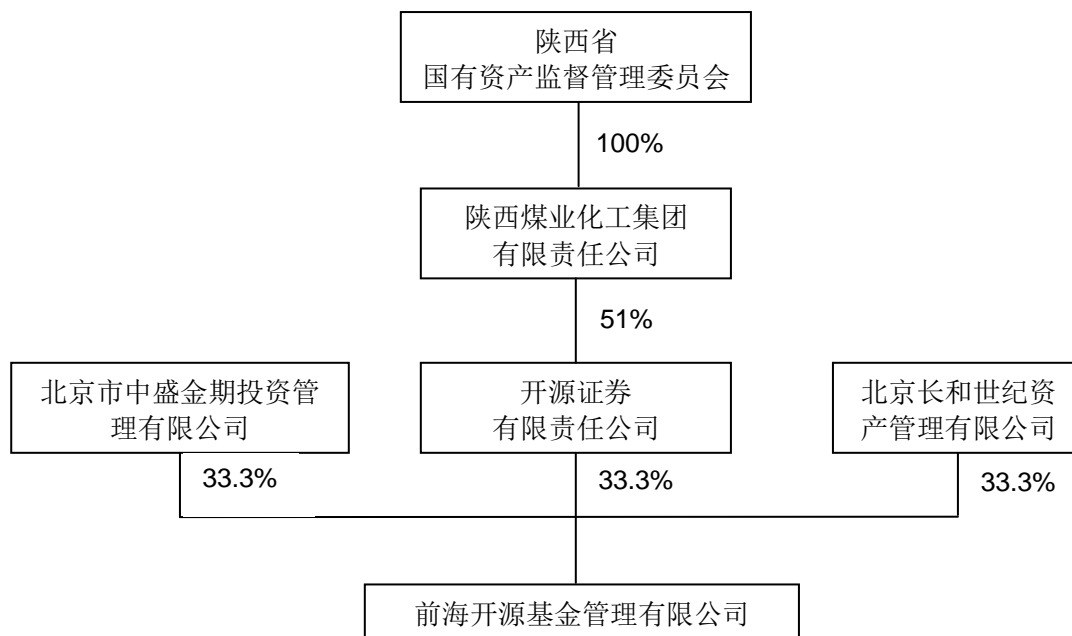 陕西省
国有资产监督管理委员会
100%
陕西煤业化工集团
有限责任公司
51%
北京市中盛金期投资管
理有限公司
开源证券
有限责任公司
北京长和世纪资
产管理有限公司
33.3%
33.3%
33.3%
前海开源基金管理有限公司